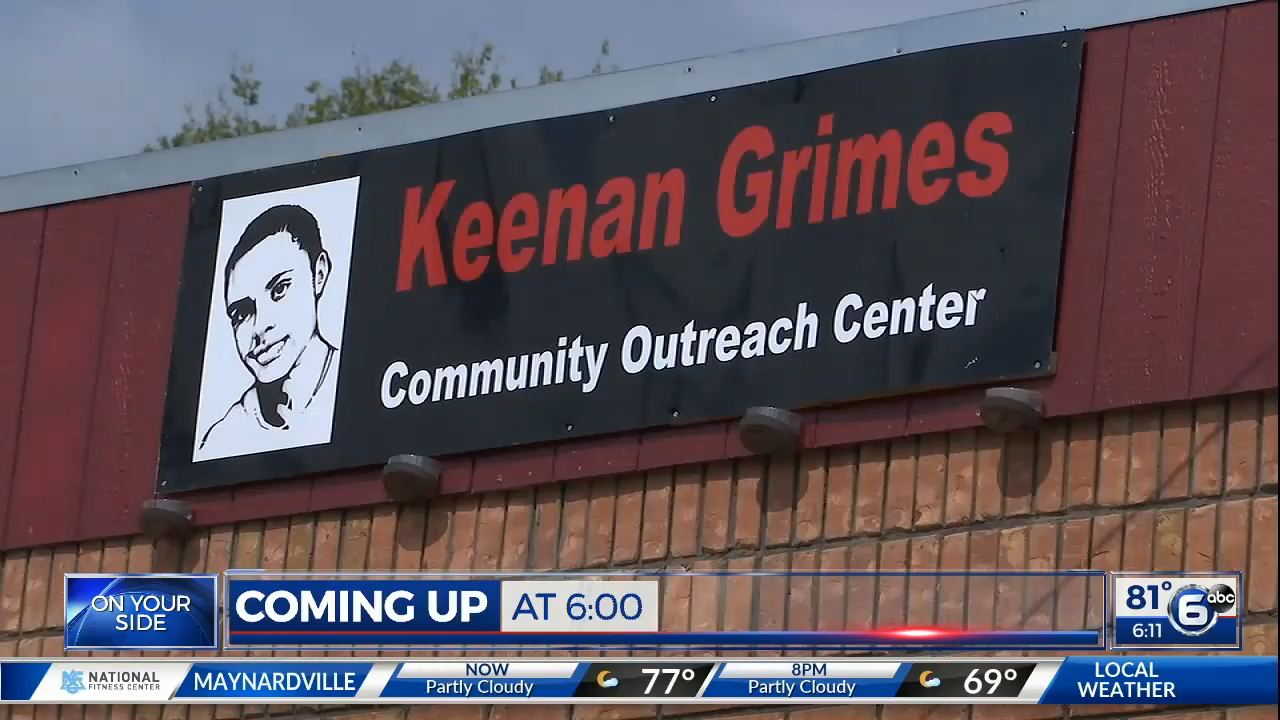 Keenan Grimes
Community Outreach Center
ON YOUR
SIDE
COMING UP AT 6:00
81°
6 abc
6:11
NATIONAL
FITNESS CENTER
MAYNARDVILLE
NOW
Partly Cloudy
77°
8PM
Partly Cloudy
69°
LOCAL
WEATHER